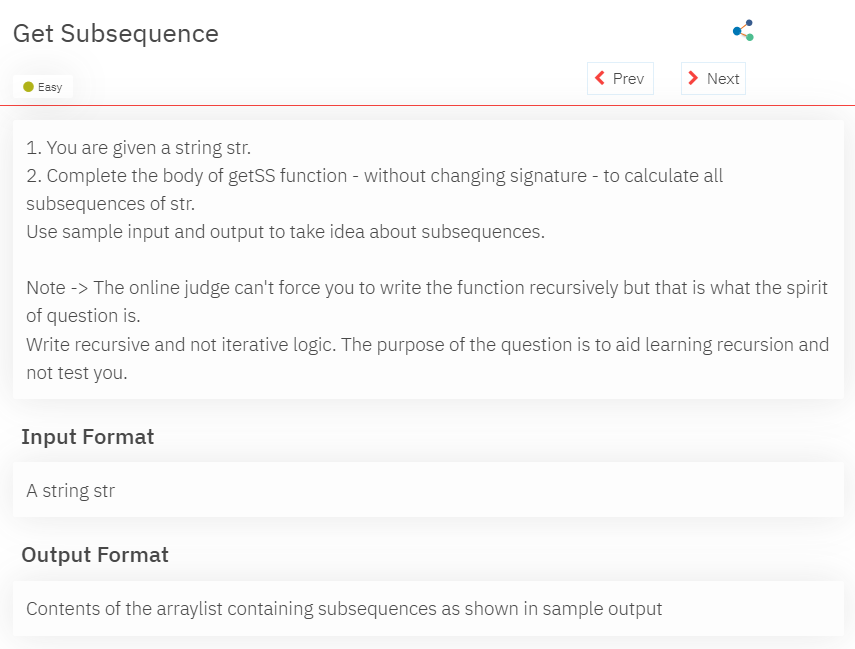 Get Subsequence
Easy
Prev
Next
1. You are given a string str.
2. Complete the body of getSS function - without changing signature - to calculate all
subsequences of str.
Use sample input and output to take idea about subsequences.
Note -> The online judge can't force you to write the function recursively but that is what the spirit
of question is.
Write recursive and not iterative logic. The purpose of the question is to aid learning recursion and
not test you.
Input Format
A string str
Output Format
Contents of the arraylist containing subsequences as shown in sample output